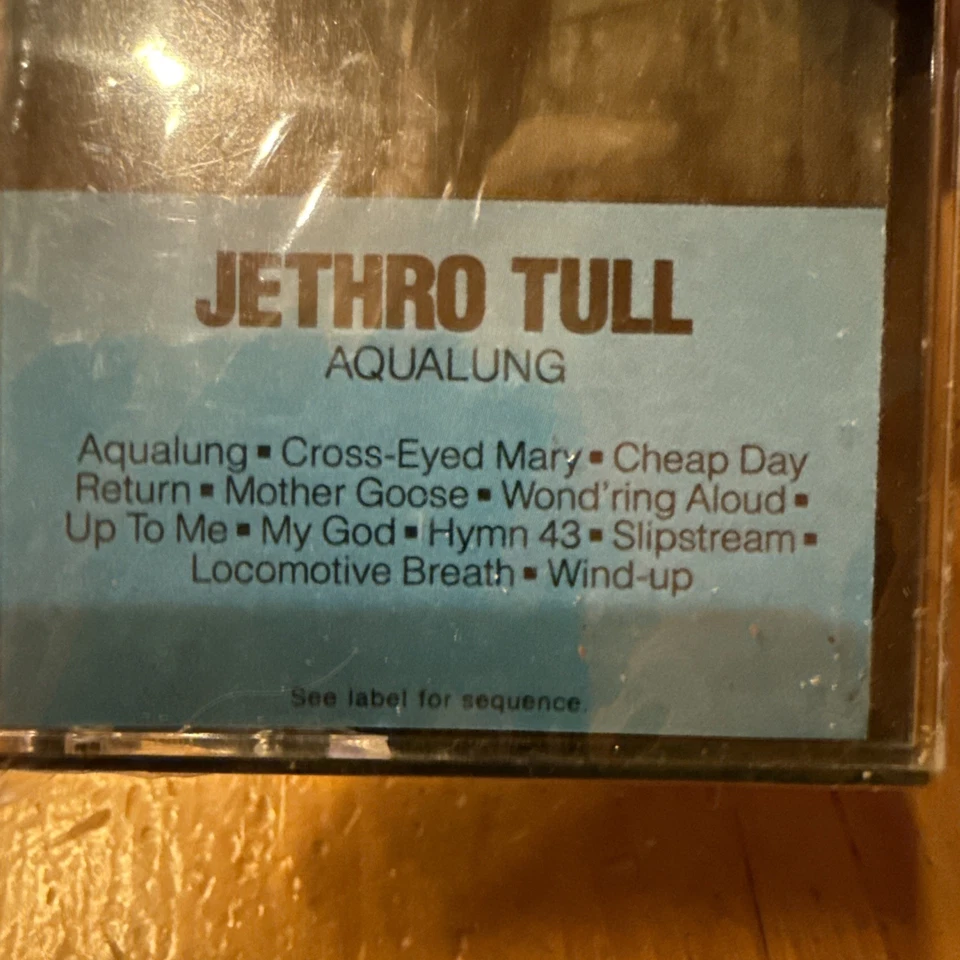 JETHRO TULL
AQUALUNG
Aqualung ▪ Cross-Eyed Mary ▪ Cheap Day
Return ▪ Mother Goose ▪ Wond'ring Aloud ▪
Up To Me ▪ My God ▪ Hymn 43 ▪ Slipstream ▪
Locomotive Breath ▪ Wind-up
See label for sequence.